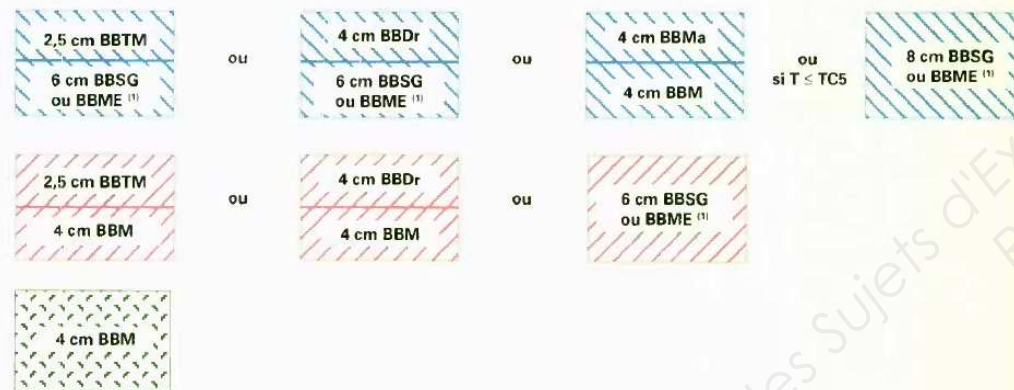 2,5 cm BBTM
6 cm BBSG
ou BBME (1)
ou
4 cm BBDr
6 cm BBSG
ou BBME (1)
ou
4 cm BBMa
4 cm BBM
ou
si T ≤ TC5
8 cm BBSG
ou BBME (1)
2,5 cm BBTM
4 cm BBM
ou
4 cm BBDr
4 cm BBM
ou
6 cm BBSG
ou BBME (1)
4 cm BBM
des Sujets d'Ex